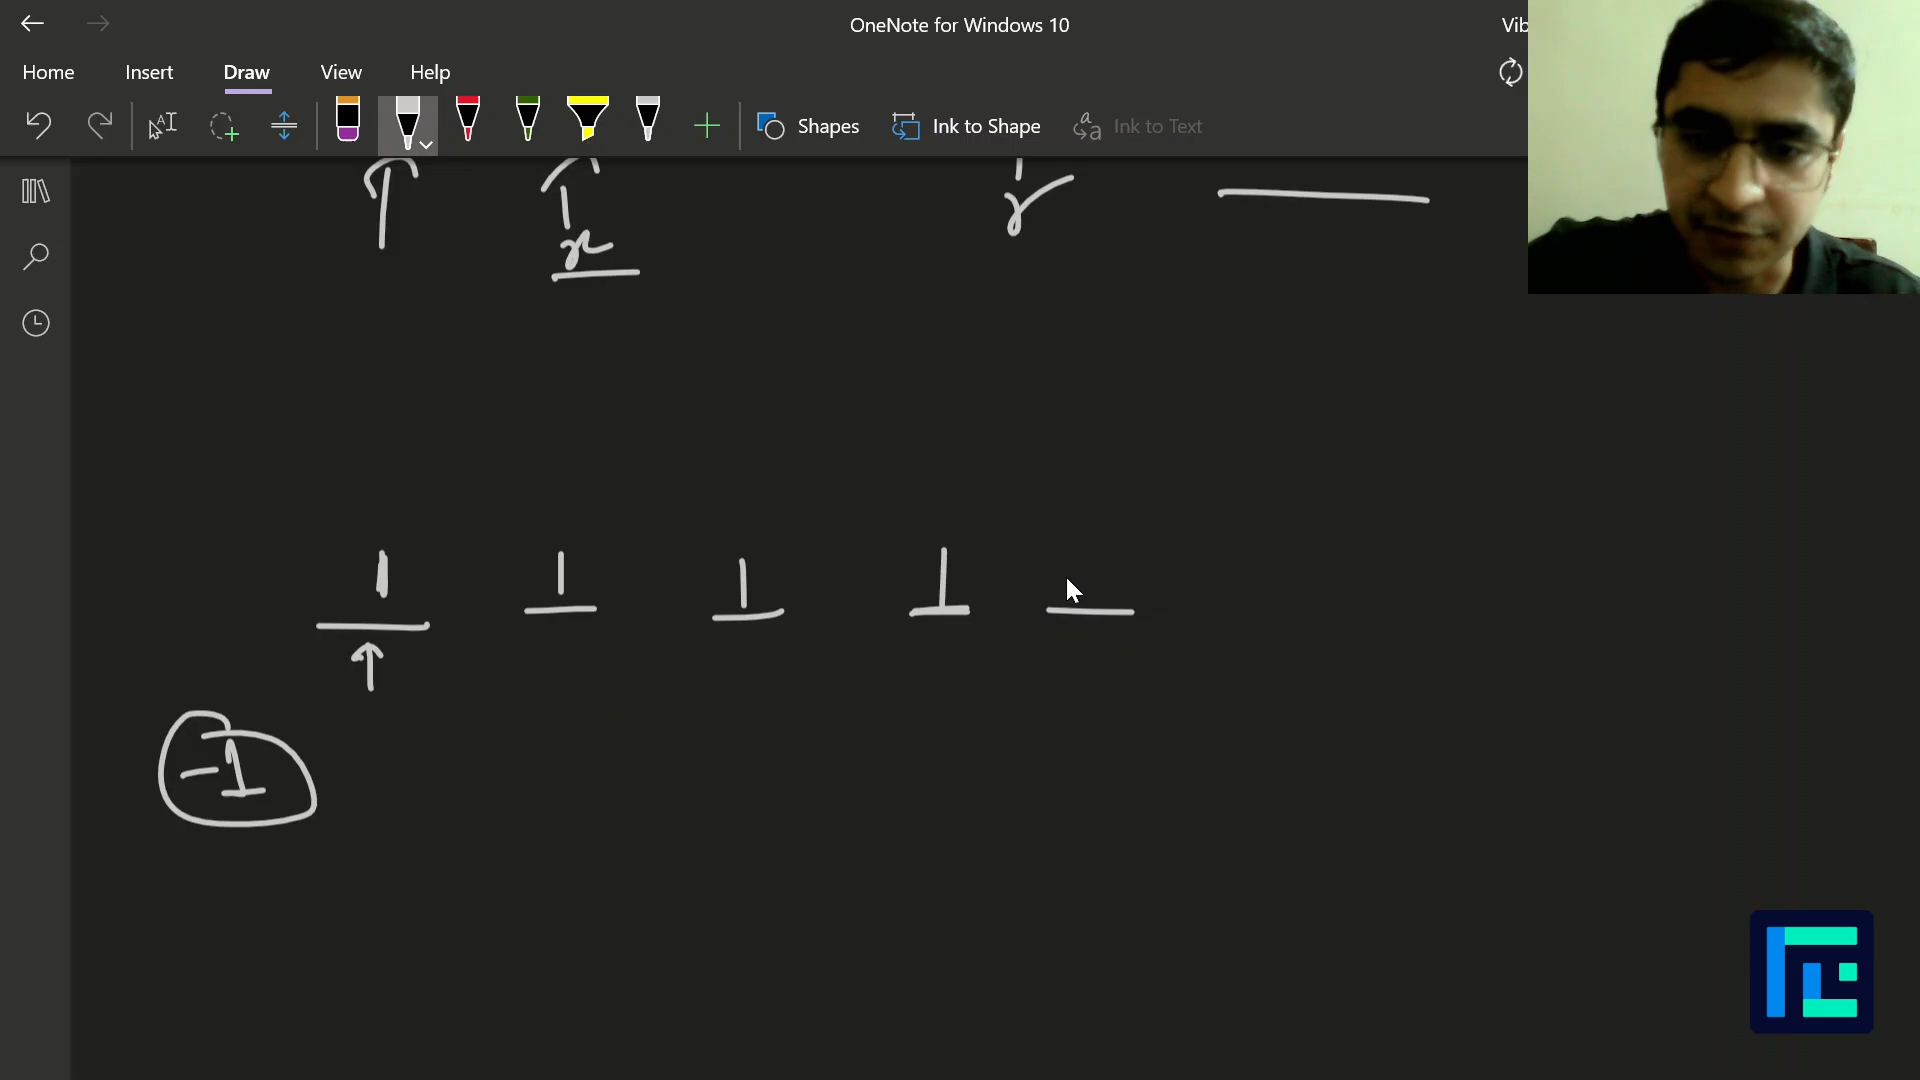 OneNote for Windows 10
Vib
Home Insert Draw View Help
Shapes Ink to Shape Ink to Text
x
r
1 1 1 1
-1